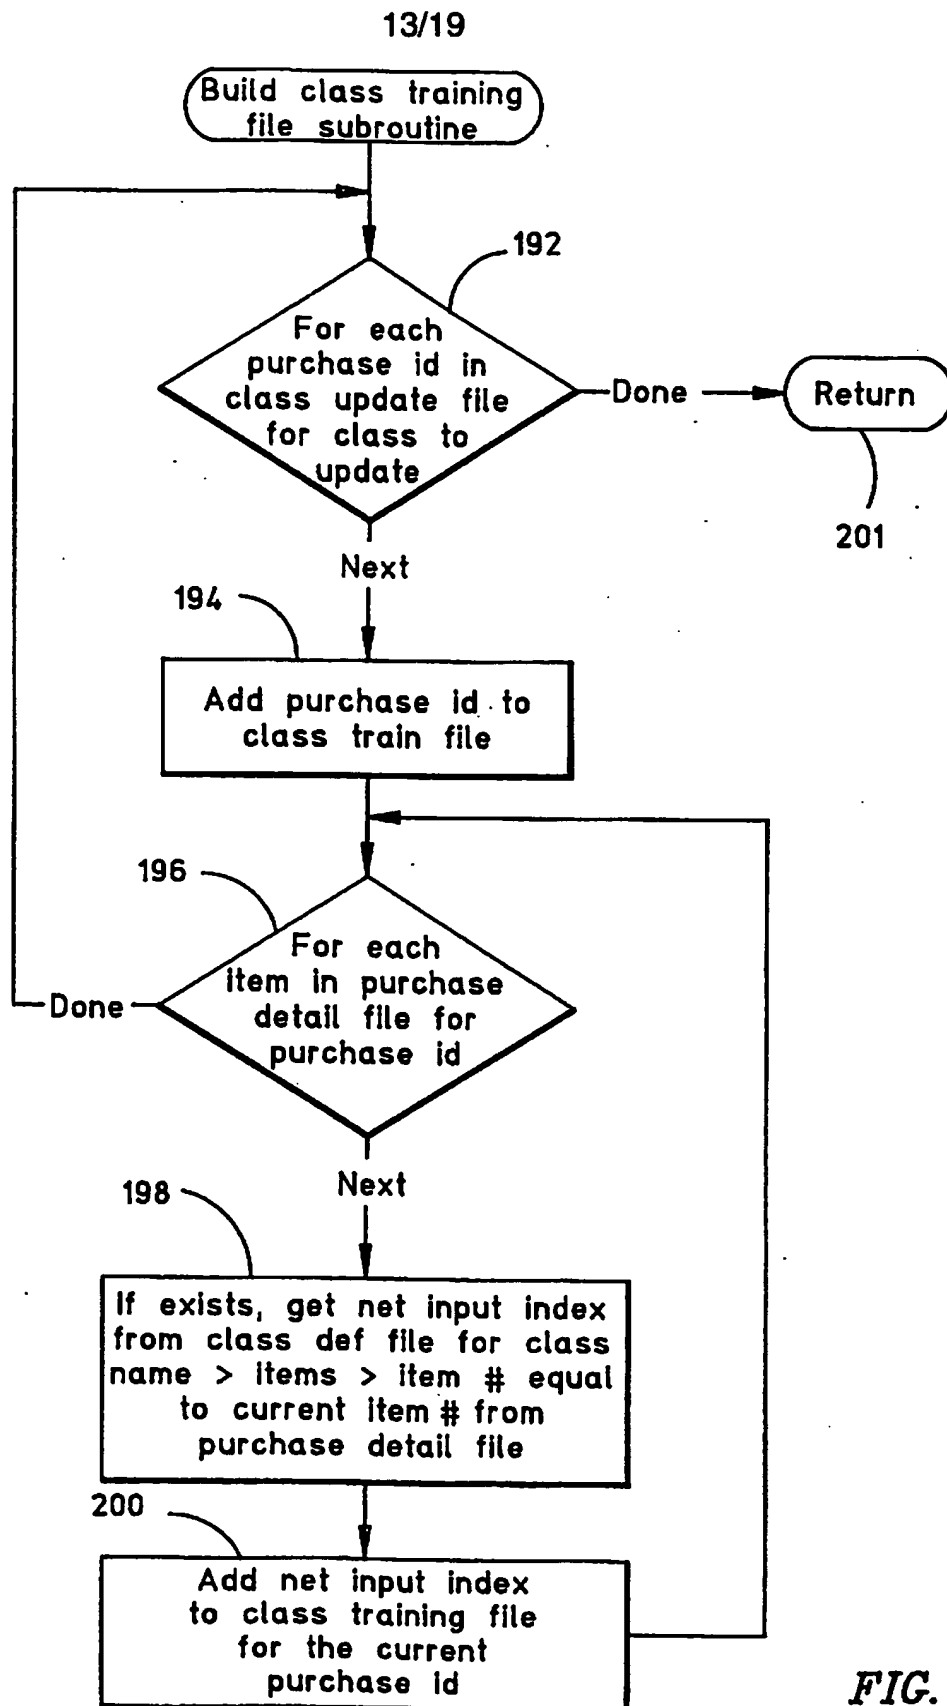 13/19
Build class training
file subroutine
192
For each
purchase id in
class update file
for class to
update
Done
Return
201
Next
194
Add purchase id to
class train file
196
For each
item in purchase
detail file for
purchase id
Done
Next
198
If exists, get net input index
from class def file for class
name > items > item # equal
to current item # from
purchase detail file
200
Add net input index
to class training file
for the current
purchase id
FIG.